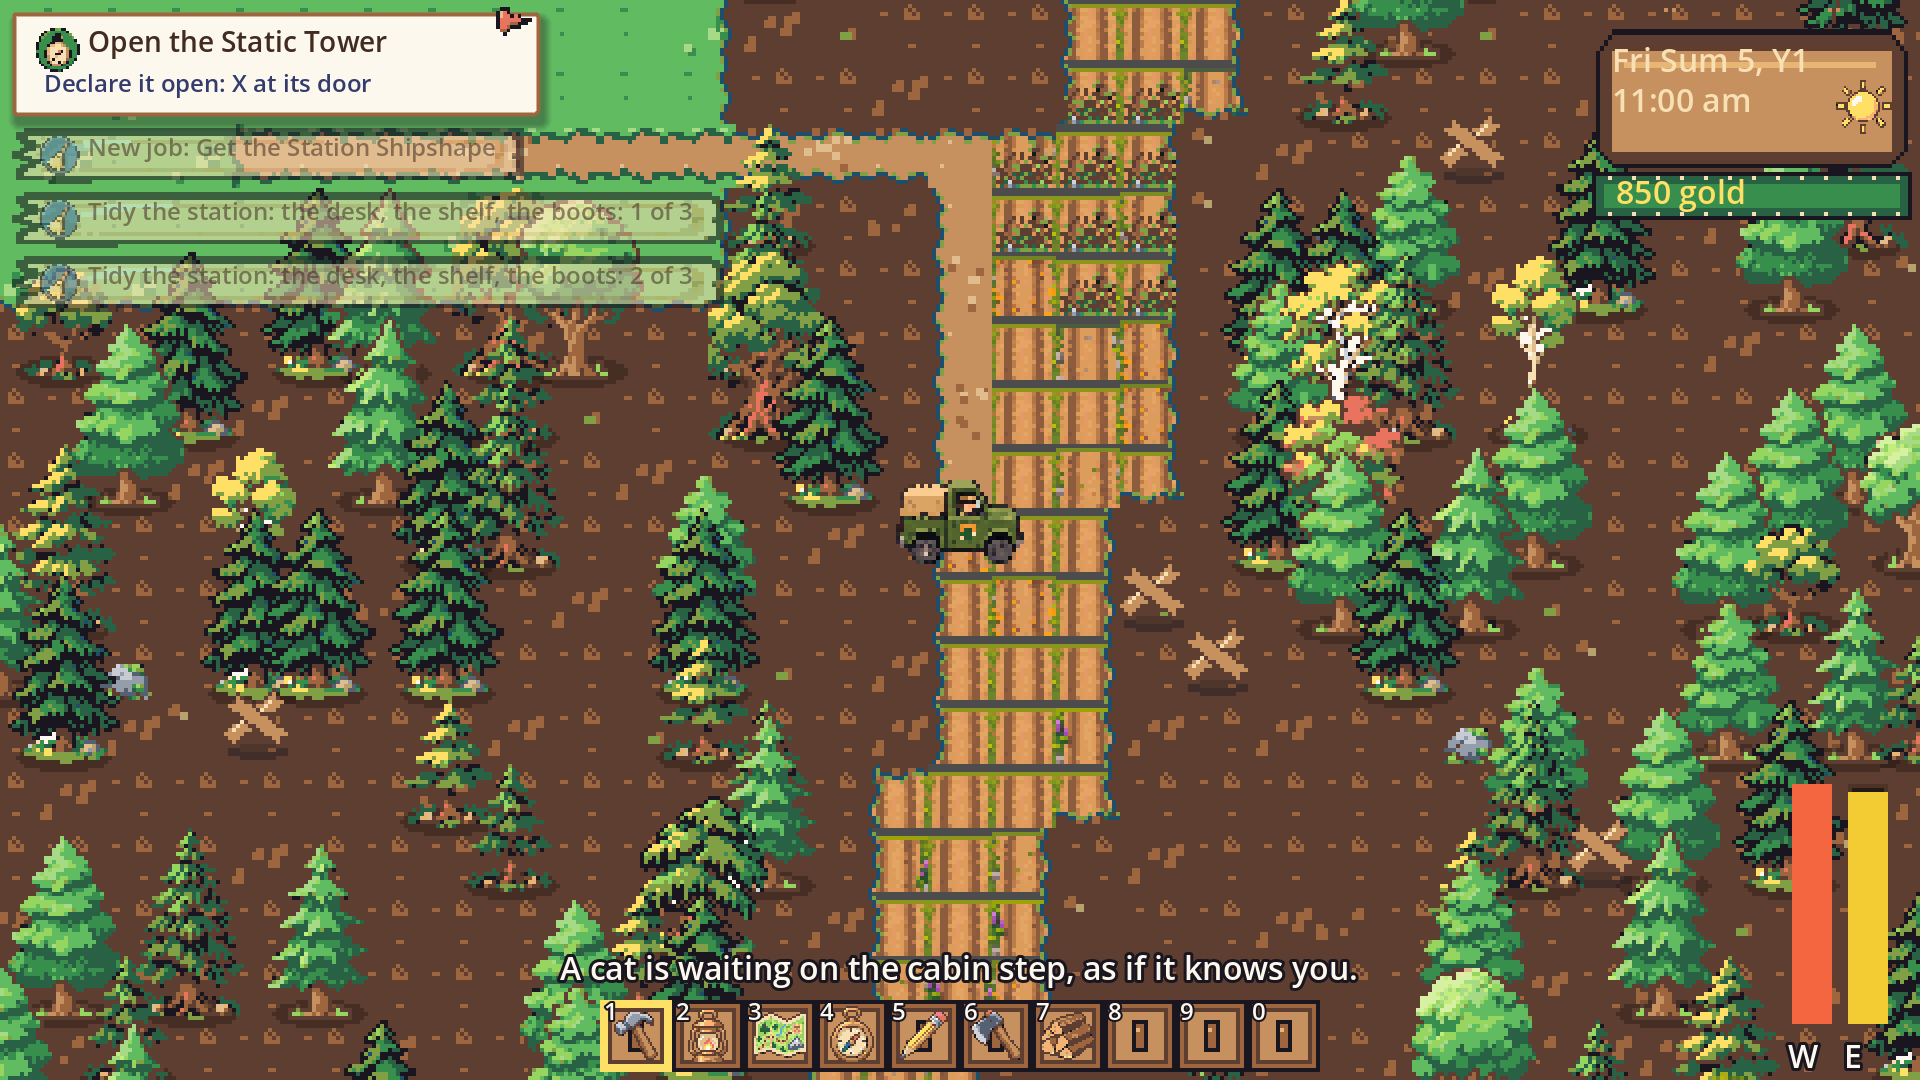 Open the Static Tower
Declare it open: X at its door
New job: Get the Station Shipshape
Tidy the station: the desk, the shelf, the boots: 1 of 3
Tidy the station: the desk, the shelf, the boots: 2 of 3
Fri Sum 5, Y1
11:00 am
850 gold
A cat is waiting on the cabin step, as if it knows you.
1 2 3 4 5 6 7 8 9 0
W E